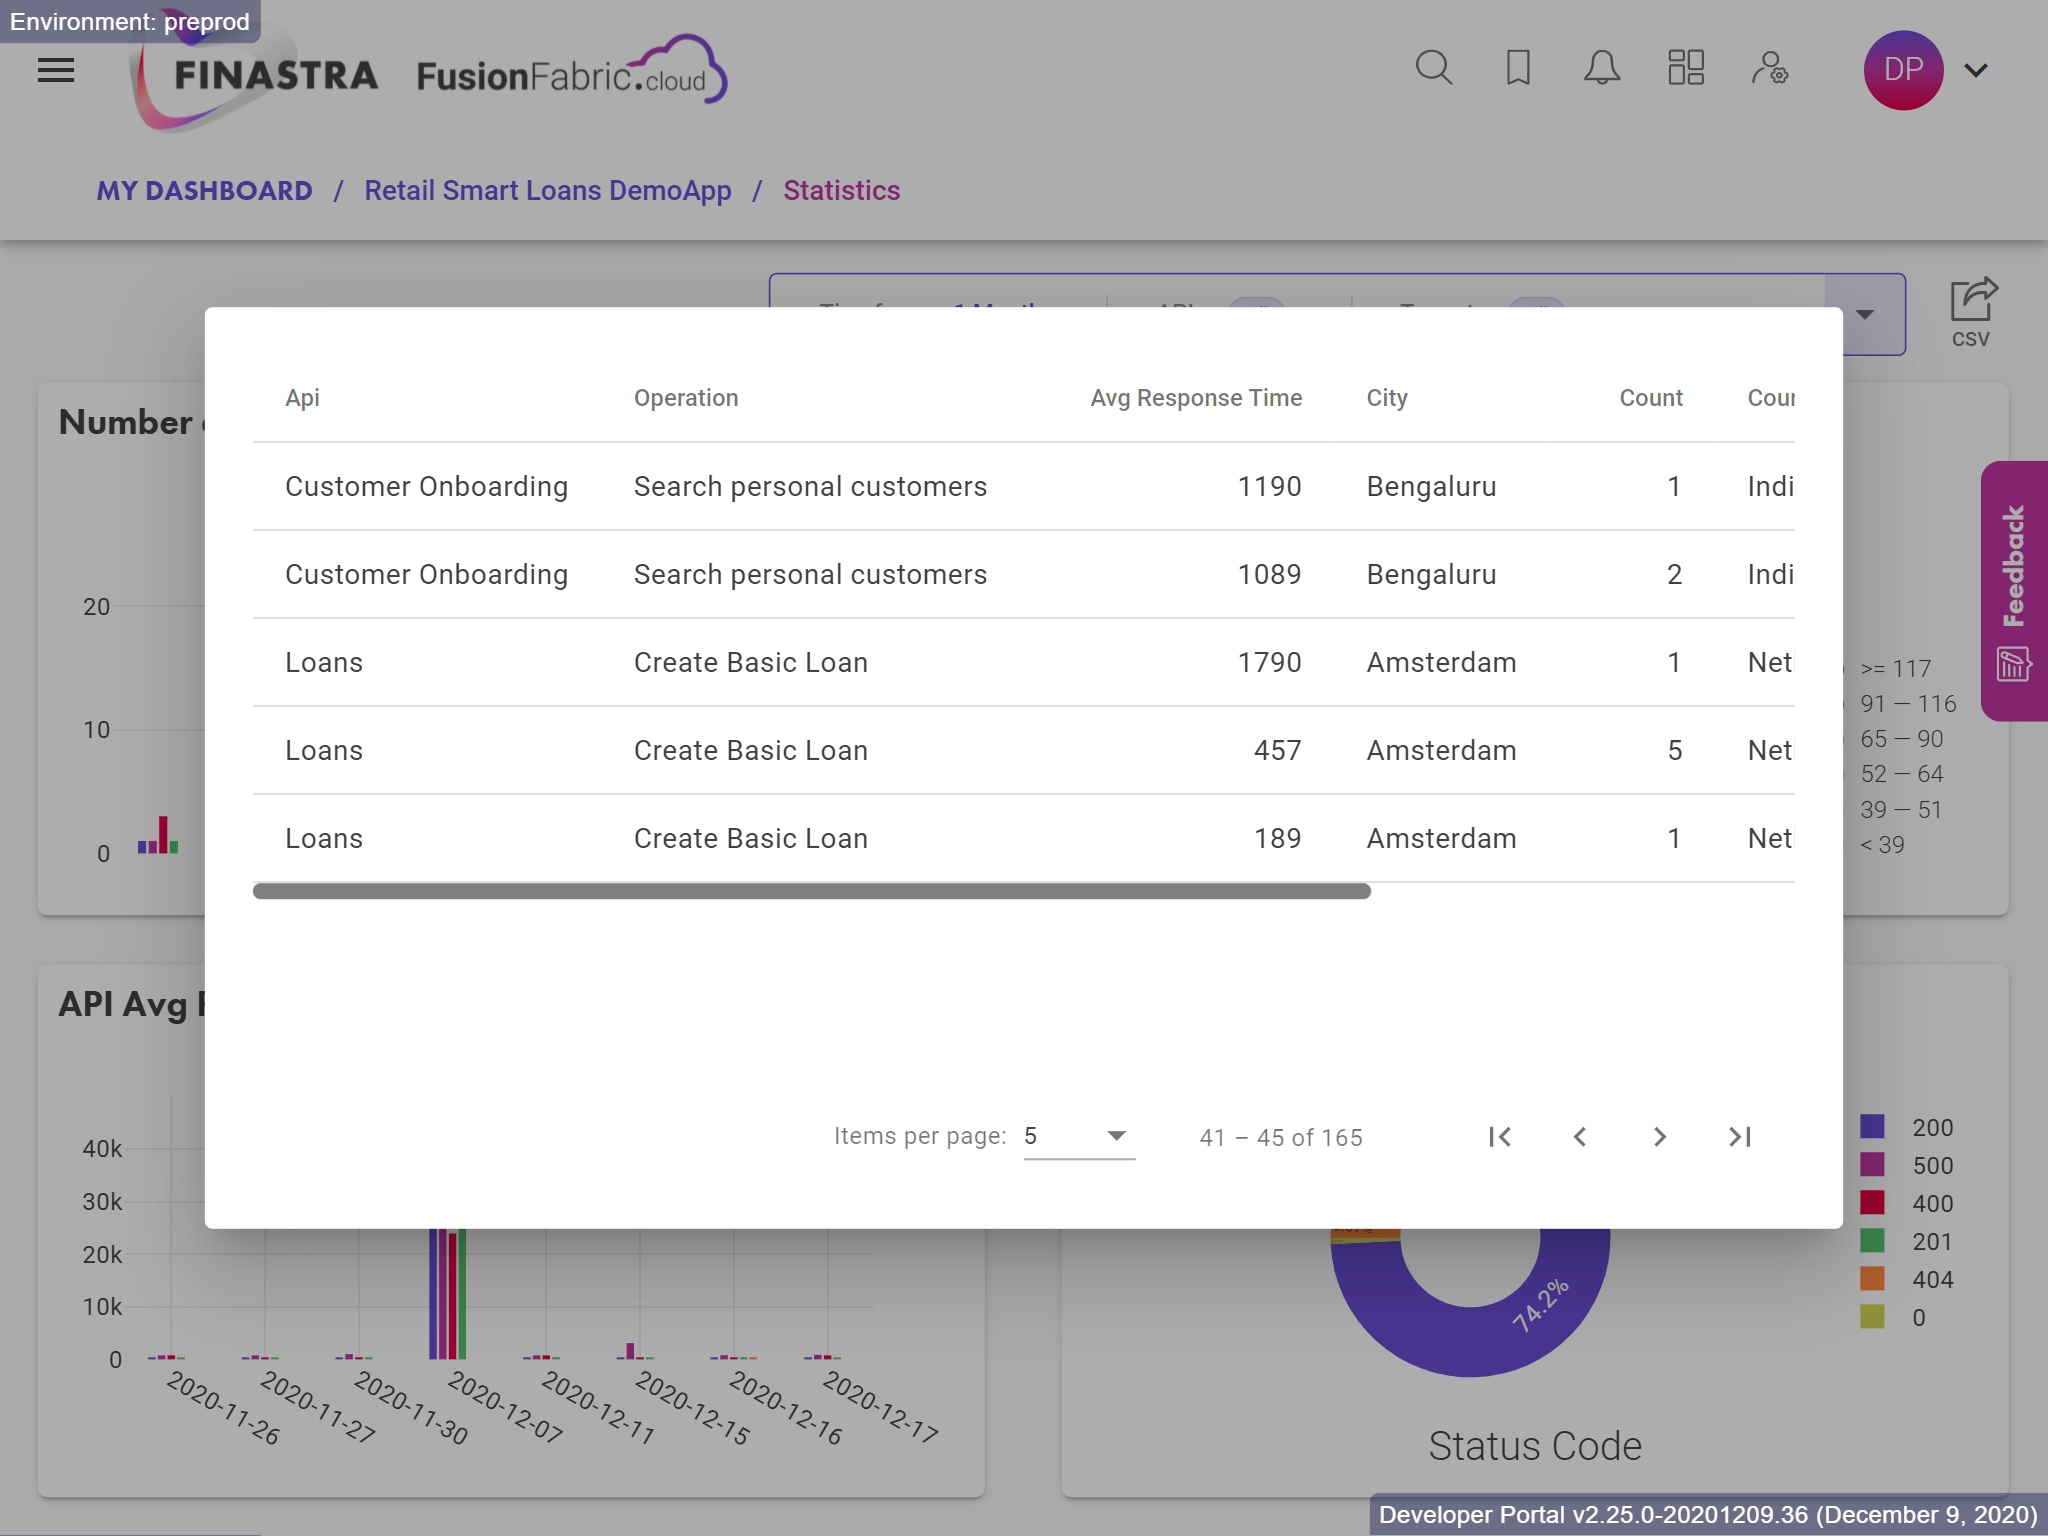 Environment: preprod
FINASTRA FusionFabric.cloud
DP
MY DASHBOARD / Retail Smart Loans DemoApp / Statistics
CSV
Number
Api Operation Avg Response Time City Count
Customer Onboarding Search personal customers 1190 Bengaluru 1 Indi
Customer Onboarding Search personal customers 1089 Bengaluru 2 Indi
Loans Create Basic Loan 1790 Amsterdam 1
Loans Create Basic Loan 457 Amsterdam 5
Loans Create Basic Loan 189 Amsterdam 1
Items per page: 5 41 – 45 of 165
20
10
0
Feedback
>= 117
91 — 116
65 — 90
52 — 64
39 — 51
< 39
API Avg
40k
30k
20k
10k
0
2020-11-26
2020-11-27
2020-11-30
2020-12-07
2020-12-11
2020-12-15
2020-12-16
2020-12-17
74.2%
200
500
400
201
404
0
Status Code
Developer Portal v2.25.0-20201209.36 (December 9, 2020)